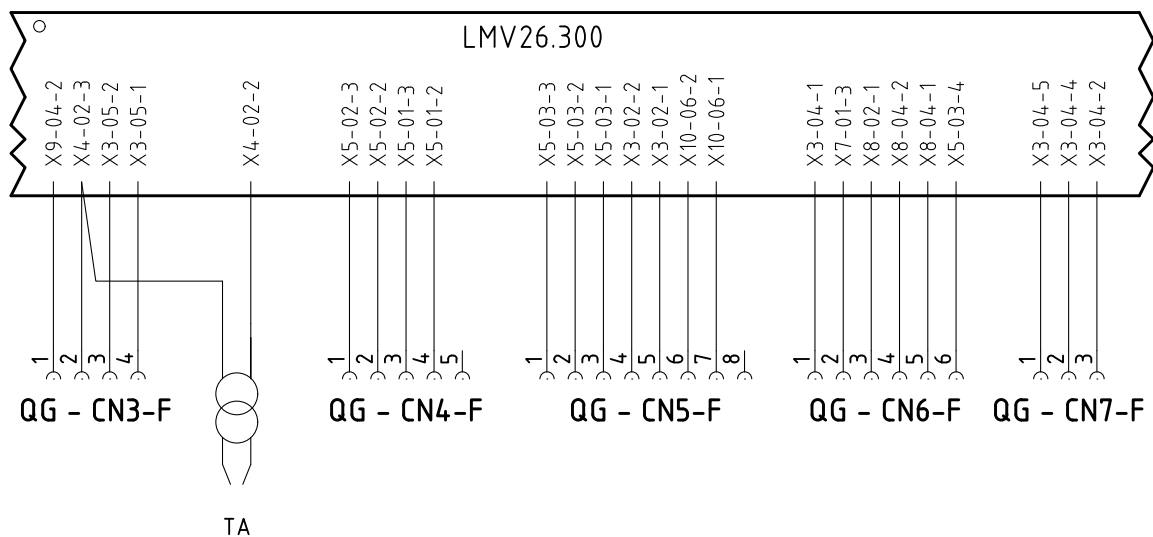 LMV26.300
X9-04-2
X4-02-3
X3-05-2
X3-05-1
X4-02-2
X5-02-3
X5-02-2
X5-01-3
X5-01-2
X5-03-3
X5-03-2
X5-03-1
X3-02-2
X3-02-1
X10-06-2
X10-06-1
X3-04-1
X7-01-3
X8-02-1
X8-04-2
X8-04-1
X5-03-4
X3-04-5
X3-04-4
X3-04-2
1 2 3 4
1 2 3 4 5
1 2 3 4 5 6 7 8
1 2 3 4 5 6
1 2 3
QG - CN3-F
QG - CN4-F
QG - CN5-F
QG - CN6-F
QG - CN7-F
TA